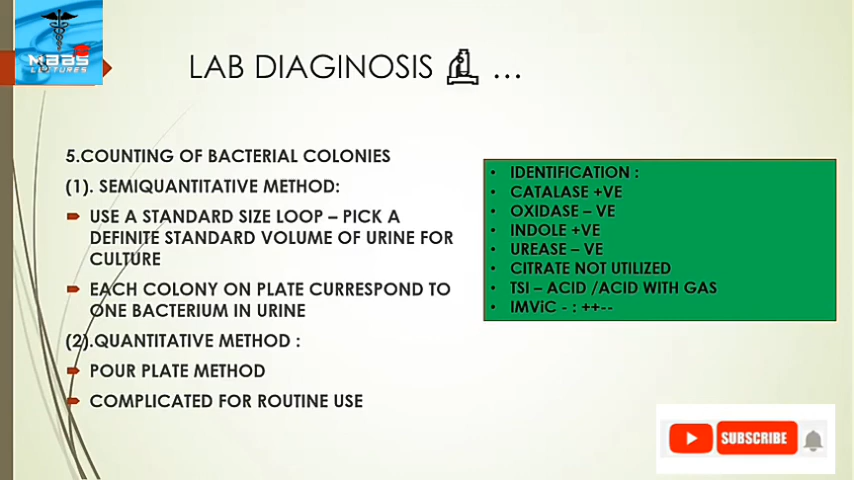 MBBS
LECTURES
LAB DIAGINOSIS ...
5.COUNTING OF BACTERIAL COLONIES
(1). SEMIQUANTITATIVE METHOD:
USE A STANDARD SIZE LOOP – PICK A
DEFINITE STANDARD VOLUME OF URINE FOR
CULTURE
EACH COLONY ON PLATE CURRESPOND TO
ONE BACTERIUM IN URINE
(2).QUANTITATIVE METHOD :
POUR PLATE METHOD
COMPLICATED FOR ROUTINE USE
• IDENTIFICATION :
• CATALASE +VE
• OXIDASE – VE
• INDOLE +VE
• UREASE – VE
• CITRATE NOT UTILIZED
• TSI – ACID /ACID WITH GAS
• IMViC - : ++--
SUBSCRIBE